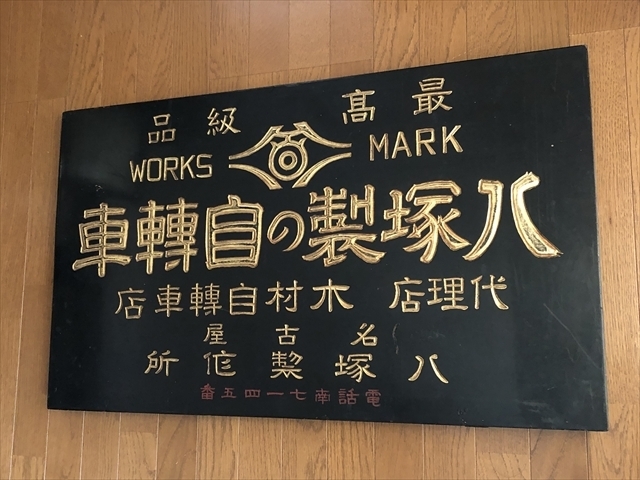 最高級品
MARK WORKS
八塚製の自轉車
代理店 木村自轉車店
名古屋
八塚製作所
電話南七一四五番